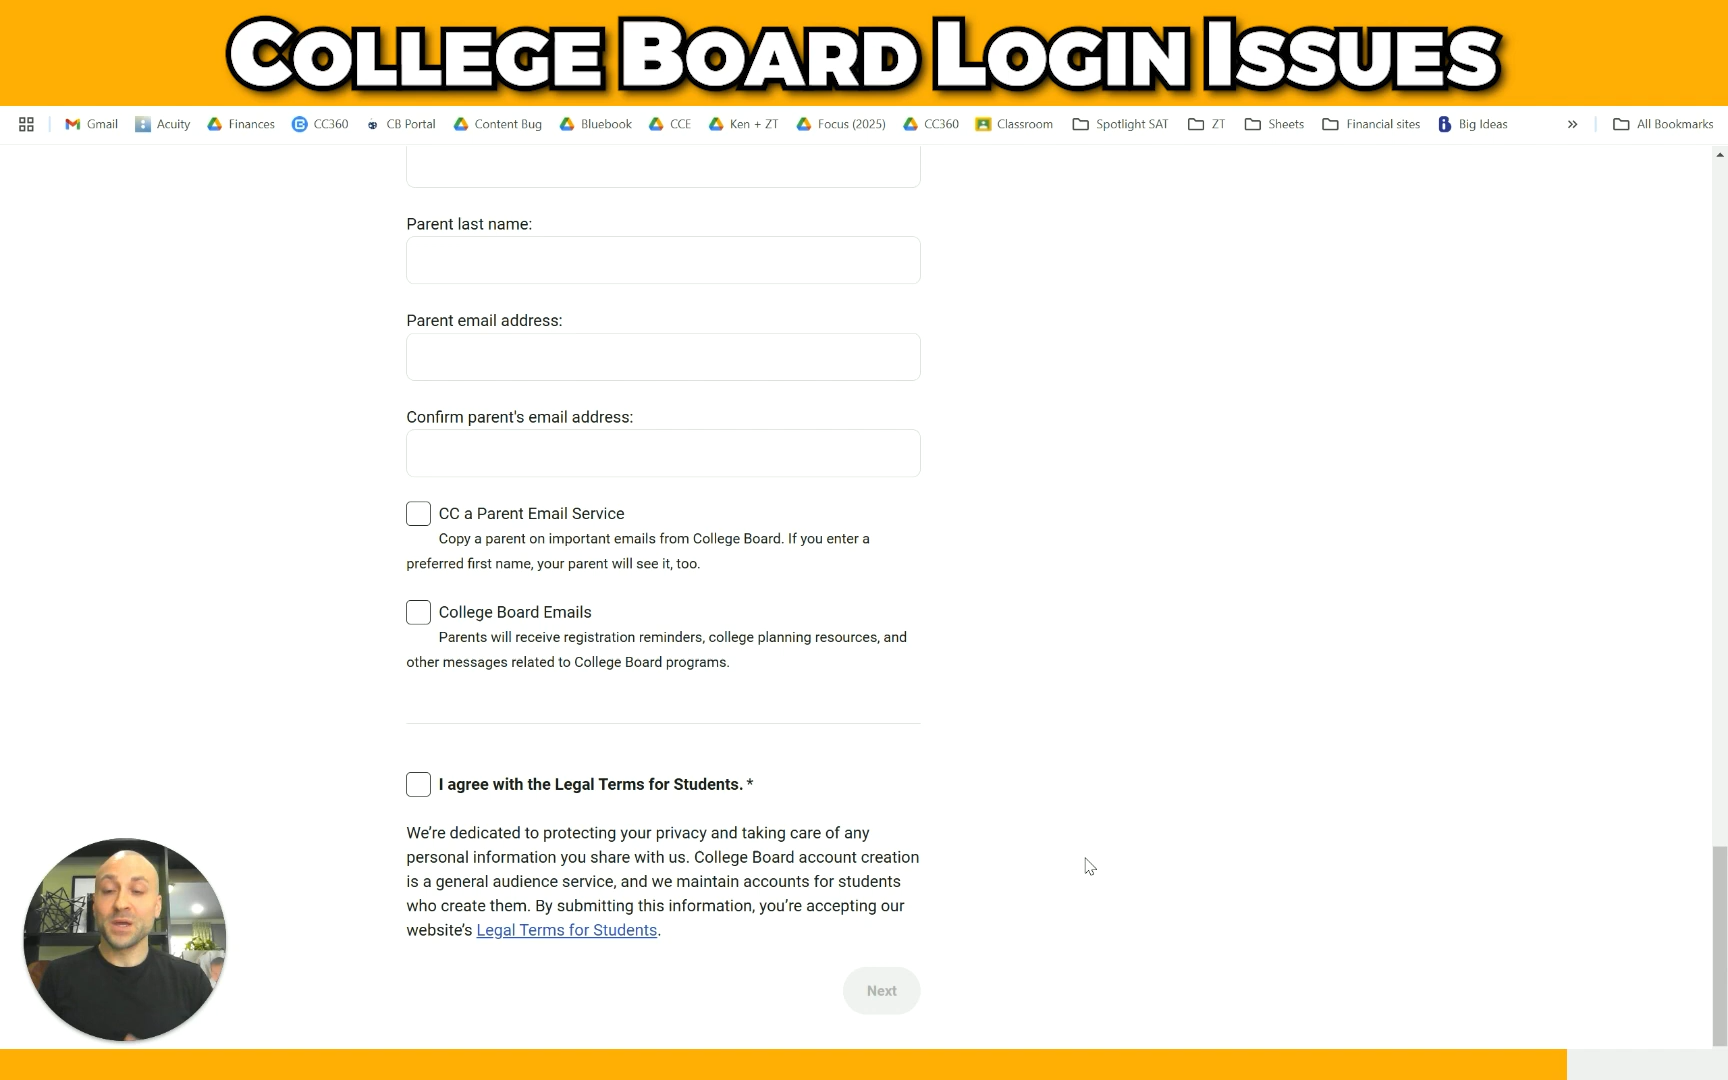 COLLEGE BOARD LOGIN ISSUES
Gmail Acuity Finances CC360 CB Portal Content Bug Bluebook CCE Ken + ZT Focus (2025) CC360 Classroom Spotlight SAT ZT Sheets Financial sites Big Ideas » All Bookmarks
Parent last name:
Parent email address:
Confirm parent's email address:
CC a Parent Email Service
Copy a parent on important emails from College Board. If you enter a
preferred first name, your parent will see it, too.
College Board Emails
Parents will receive registration reminders, college planning resources, and
other messages related to College Board programs.
I agree with the Legal Terms for Students. *
We’re dedicated to protecting your privacy and taking care of any
personal information you share with us. College Board account creation
is a general audience service, and we maintain accounts for students
who create them. By submitting this information, you’re accepting our
website’s Legal Terms for Students.
Next